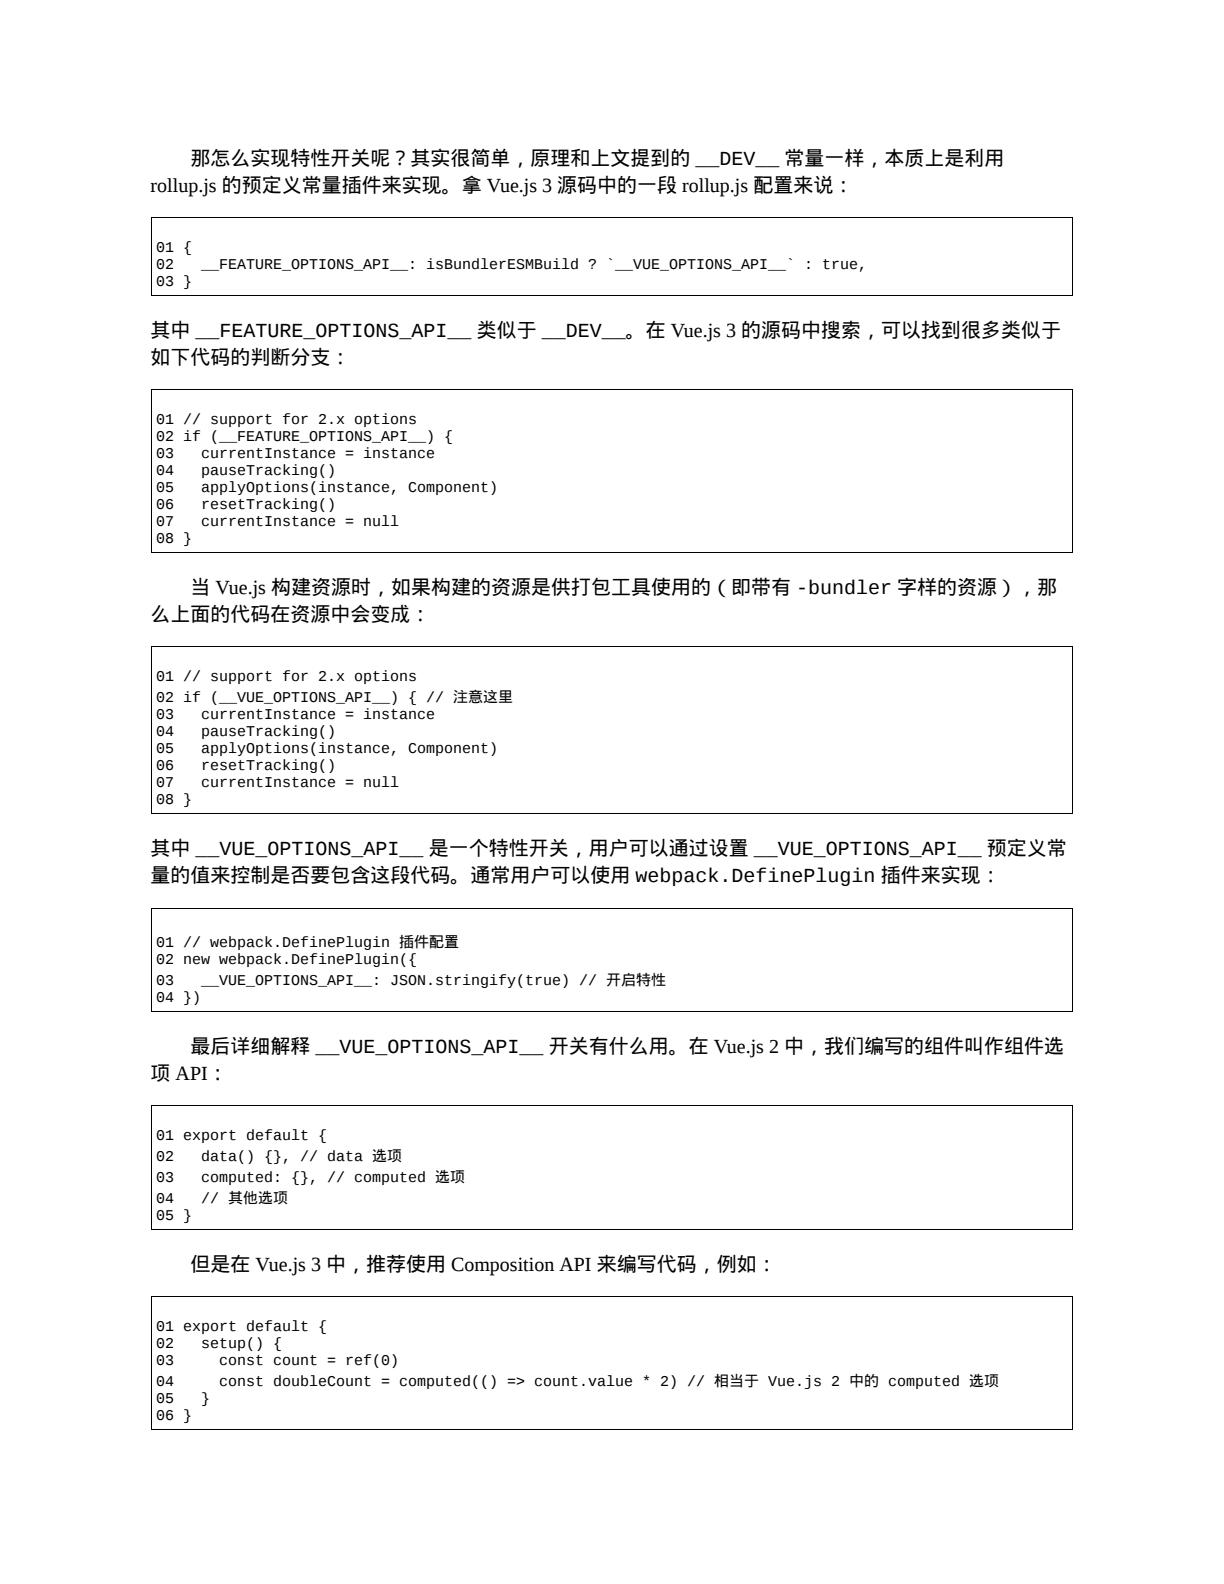 那怎么实现特性开关呢？其实很简单，原理和上文提到的 __DEV__ 常量一样，本质上是利用
rollup.js 的预定义常量插件来实现。拿 Vue.js 3 源码中的一段 rollup.js 配置来说：
01 {
02   __FEATURE_OPTIONS_API__: isBundlerESMBuild ? `__VUE_OPTIONS_API__` : true,
03 }
其中 __FEATURE_OPTIONS_API__ 类似于 __DEV__。在 Vue.js 3 的源码中搜索，可以找到很多类似于
如下代码的判断分支：
01 // support for 2.x options
02 if (__FEATURE_OPTIONS_API__) {
03   currentInstance = instance
04   pauseTracking()
05   applyOptions(instance, Component)
06   resetTracking()
07   currentInstance = null
08 }
当 Vue.js 构建资源时，如果构建的资源是供打包工具使用的（即带有 -bundler 字样的资源），那
么上面的代码在资源中会变成：
01 // support for 2.x options
02 if (__VUE_OPTIONS_API__) { // 注意这里
03   currentInstance = instance
04   pauseTracking()
05   applyOptions(instance, Component)
06   resetTracking()
07   currentInstance = null
08 }
其中 __VUE_OPTIONS_API__ 是一个特性开关，用户可以通过设置 __VUE_OPTIONS_API__ 预定义常
量的值来控制是否要包含这段代码。通常用户可以使用 webpack.DefinePlugin 插件来实现：
01 // webpack.DefinePlugin 插件配置
02 new webpack.DefinePlugin({
03   __VUE_OPTIONS_API__: JSON.stringify(true) // 开启特性
04 })
最后详细解释 __VUE_OPTIONS_API__ 开关有什么用。在 Vue.js 2 中，我们编写的组件叫作组件选
项 API：
01 export default {
02   data() {}, // data 选项
03   computed: {}, // computed 选项
04   // 其他选项
05 }
但是在 Vue.js 3 中，推荐使用 Composition API 来编写代码，例如：
01 export default {
02   setup() {
03     const count = ref(0)
04     const doubleCount = computed(() => count.value * 2) // 相当于 Vue.js 2 中的 computed 选项
05   }
06 }